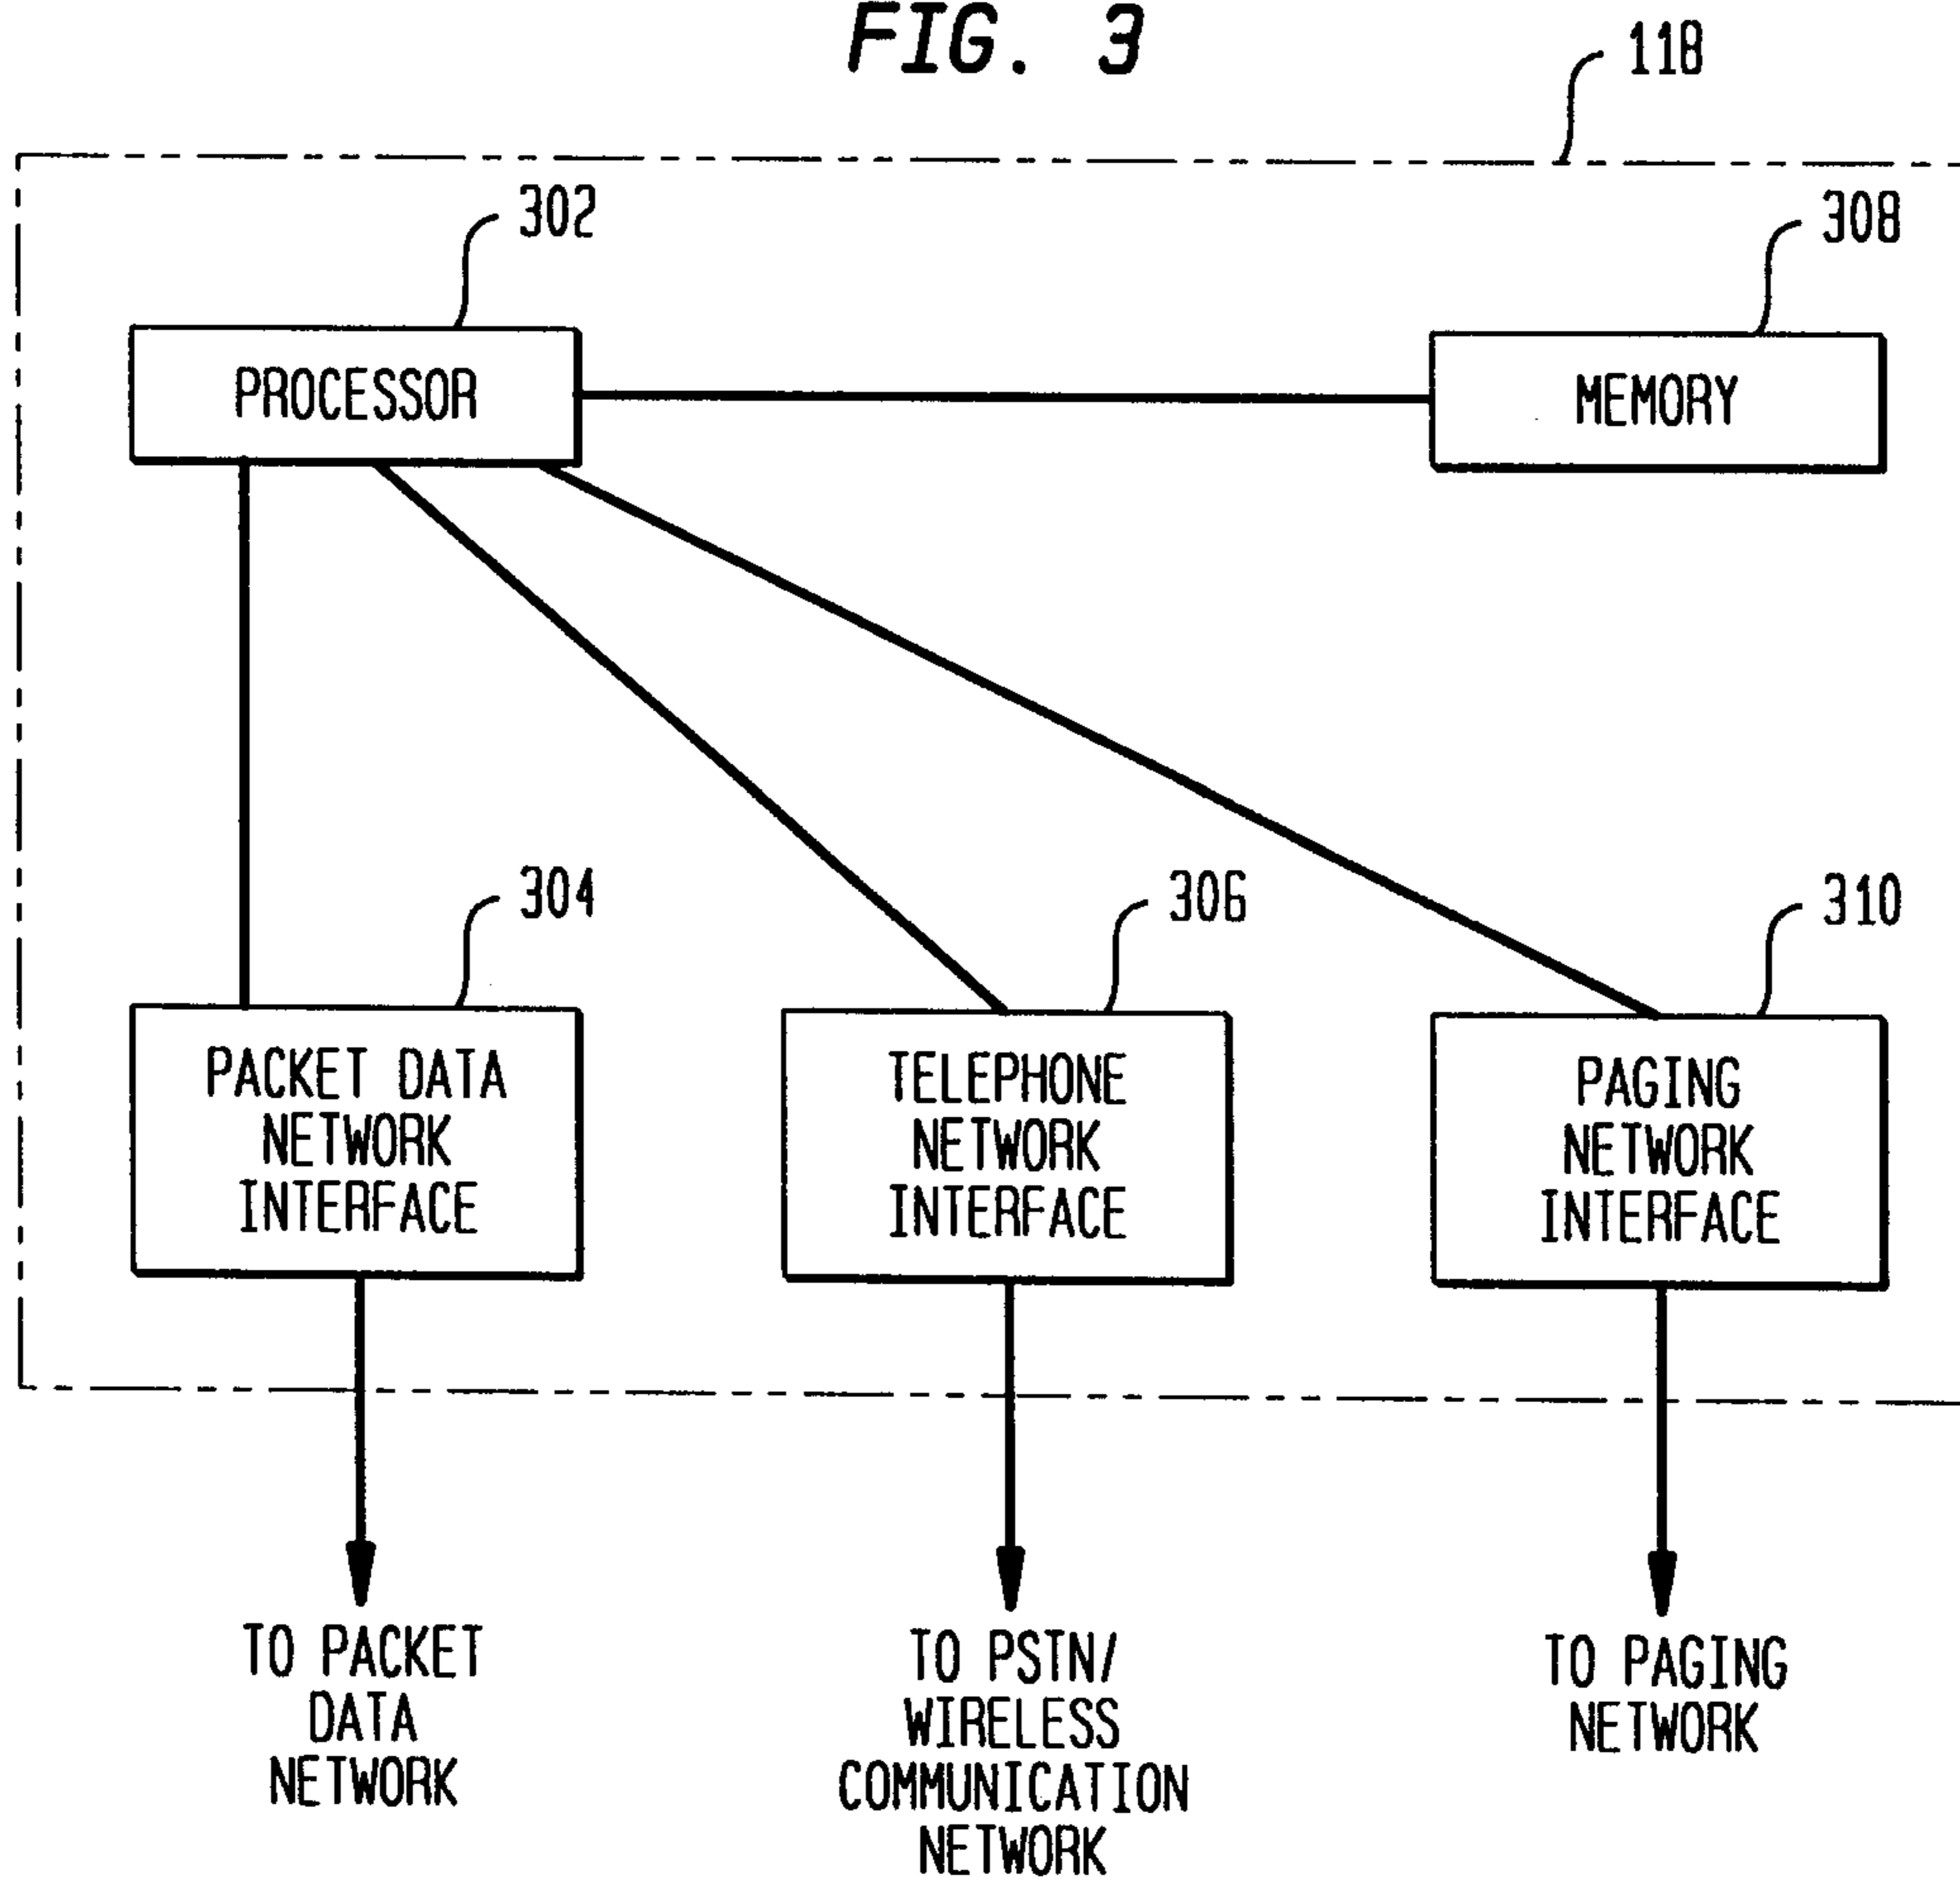 FIG. 3
118
302
308
PROCESSOR
MEMORY
304
306
310
PACKET DATA
NETWORK
INTERFACE
TELEPHONE
NETWORK
INTERFACE
PAGING
NETWORK
INTERFACE
TO PACKET
DATA
NETWORK
TO PSTN/
WIRELESS
COMMUNICATION
NETWORK
TO PAGING
NETWORK